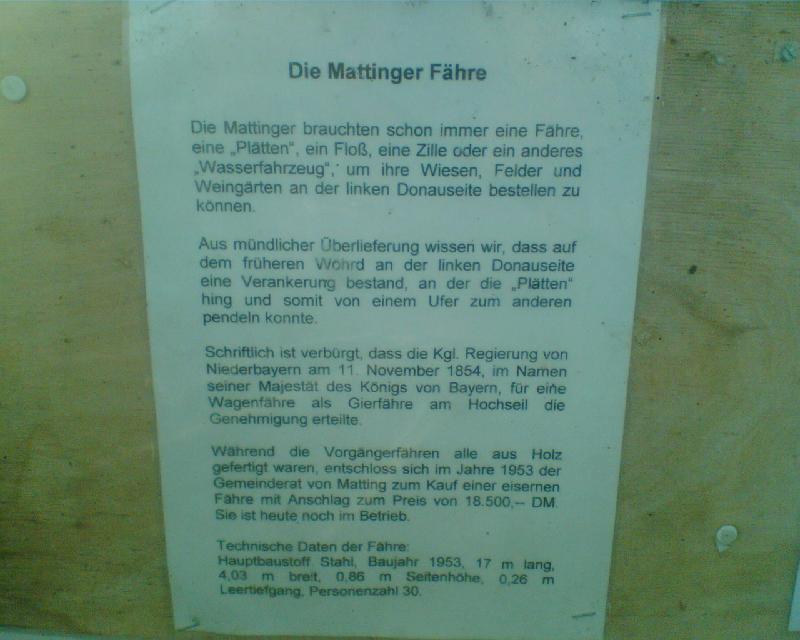 Die Mattinger Fähre
Die Mattinger brauchten schon immer eine Fähre,
eine „Plätten“, ein Floß, eine Zille oder ein anderes
„Wasserfahrzeug“, um ihre Wiesen, Felder und
Weingärten an der linken Donauseite bestellen zu
können.
Aus mündlicher Überlieferung wissen wir, dass auf
dem früheren Wöhrd an der linken Donauseite
eine Verankerung bestand, an der die „Plätten“
hing und somit von einem Ufer zum anderen
pendeln konnte.
Schriftlich ist verbürgt, dass die Kgl. Regierung von
Niederbayern am 11. November 1854, im Namen
seiner Majestät des Königs von Bayern, für eine
Wagenfähre als Gierfähre am Hochseil die
Genehmigung erteilte.
Während die Vorgängerfähren alle aus Holz
gefertigt waren, entschloss sich im Jahre 1953 der
Gemeinderat von Matting zum Kauf einer eisernen
Fähre mit Anschlag zum Preis von 18.500,-- DM.
Sie ist heute noch im Betrieb.
Technische Daten der Fähre:
Hauptbaustoff Stahl, Baujahr 1953, 17 m lang,
4,03 m breit, 0,86 m Seitenhöhe, 0,26 m
Leertiefgang, Personenzahl 30.